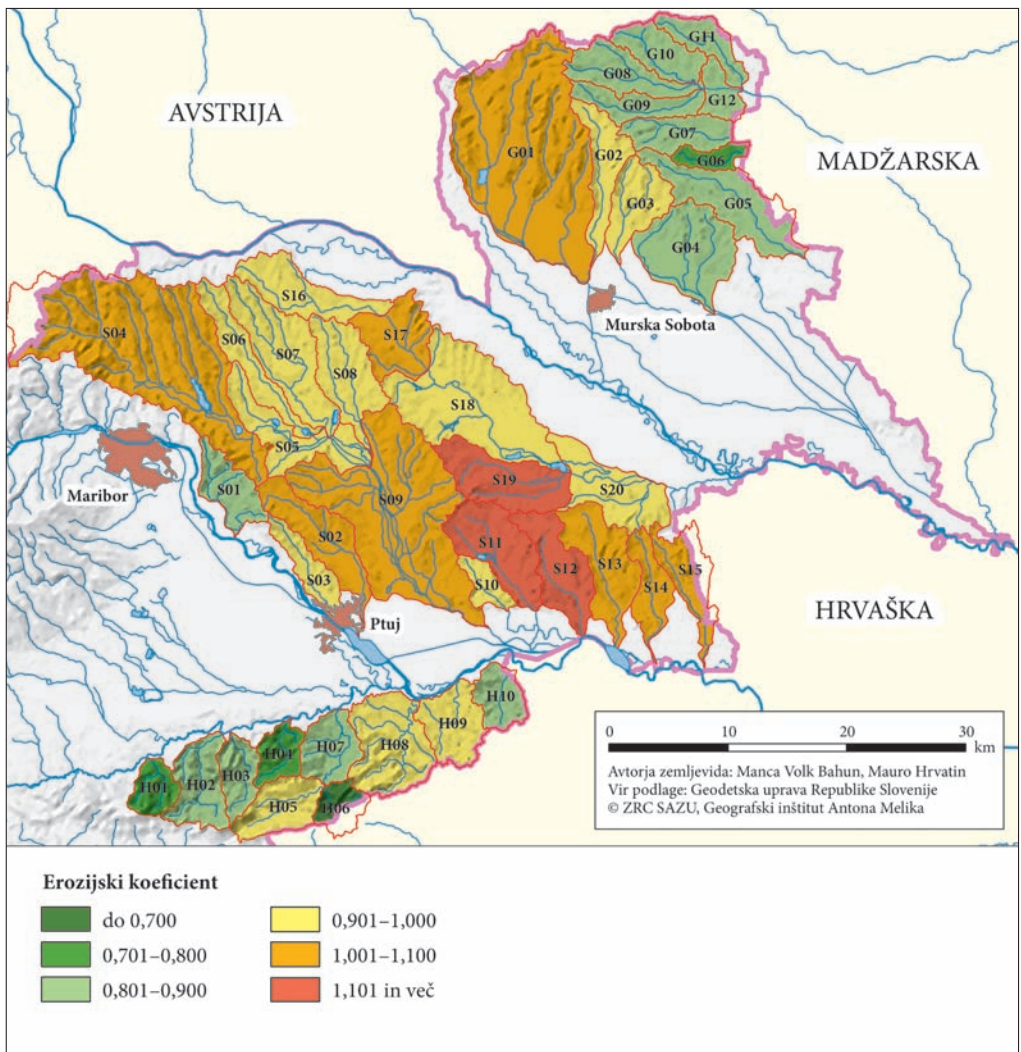 AVSTRIJA
MADŽARSKA
HRVAŠKA
G11
G10
G08
G12
G09
G07
G01
G02
G06
G03
G05
G04
Murska Sobota
S16
S04
S06
S17
S07
S08
S18
S05
Maribor
S01
S09
S19
S20
S02
S11
S12
S13
S15
S03
S10
S14
Ptuj
H10
H09
H04
H07
H08
H01
H02
H03
H05
H06
0 10 20 30
km
Avtorja zemljevida: Manca Volk Bahun, Mauro Hrvatin
Vir podlage: Geodetska uprava Republike Slovenije
© ZRC SAZU, Geografski inštitut Antona Melika
Erozijski koeficient
do 0,700
0,701–0,800
0,801–0,900
0,901–1,000
1,001–1,100
1,101 in več